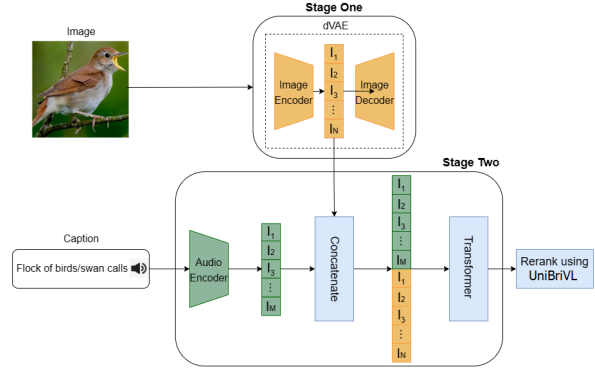 Stage One
Image
dVAE
Image
Encoder
I1
I2
I3
⋮
IN
Image
Decoder
Stage Two
Caption
Flock of birds/swan calls
Audio
Encoder
I1
I2
I3
⋮
IM
Concatenate
I1
I2
I3
⋮
IM
I1
I2
I3
⋮
IN
Transformer
Rerank using
UniBriVL